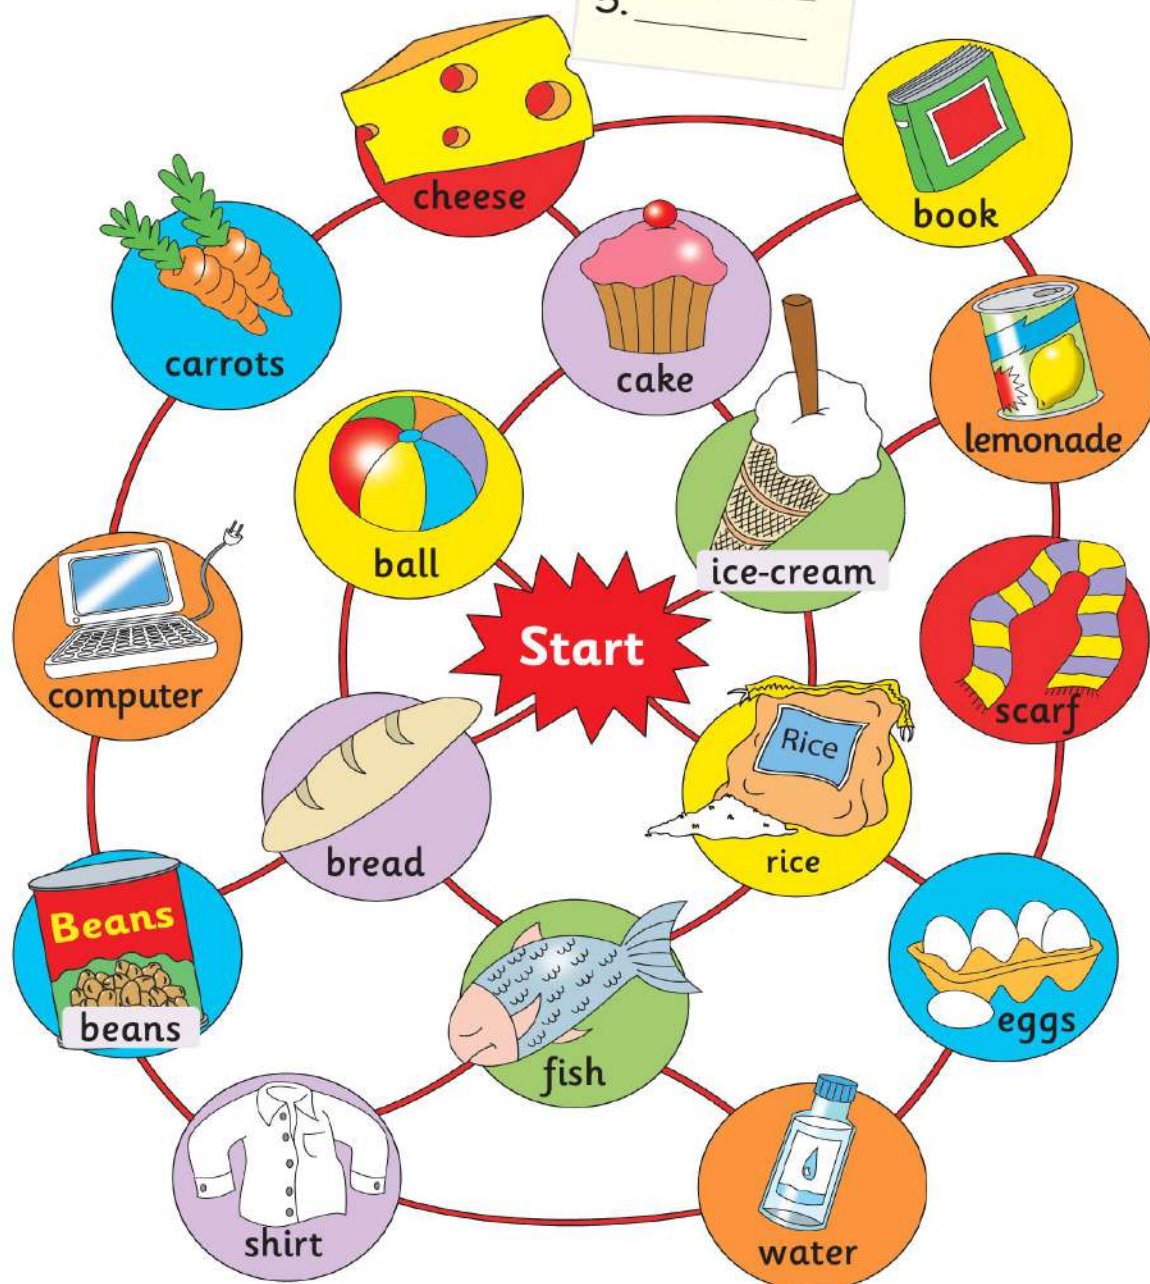 5.
cheese
book
carrots
cake
lemonade
ball
ice-cream
Start
computer
scarf
Rice
bread
rice
Beans
beans
eggs
fish
shirt
water